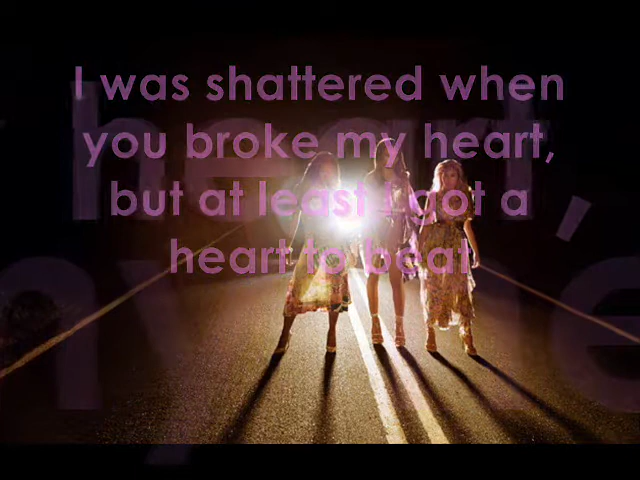 I was shattered when
you broke my heart,
but at least I got a
heart to beat